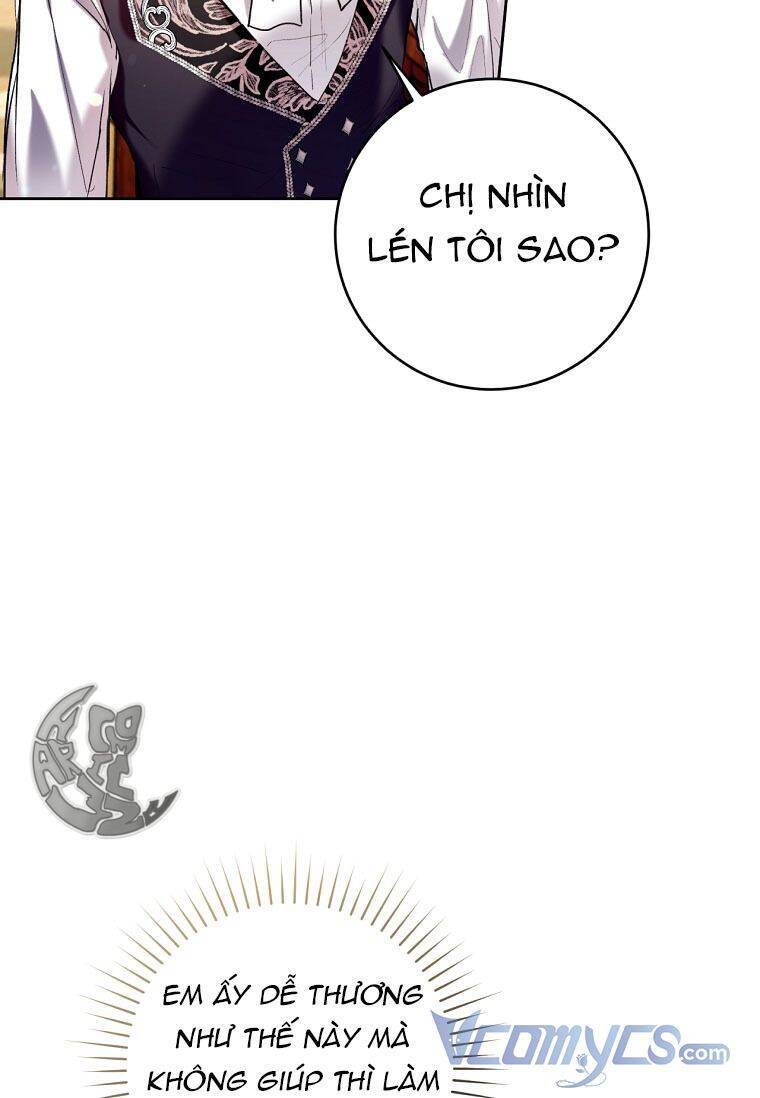 CHỊ NHÌN
LÉN TÔI SAO?
EM ẤY DỄ THƯƠNG
NHƯ THẾ NÀY MÀ
KHÔNG GIÚP THÌ LÀM
Vcomycs.com